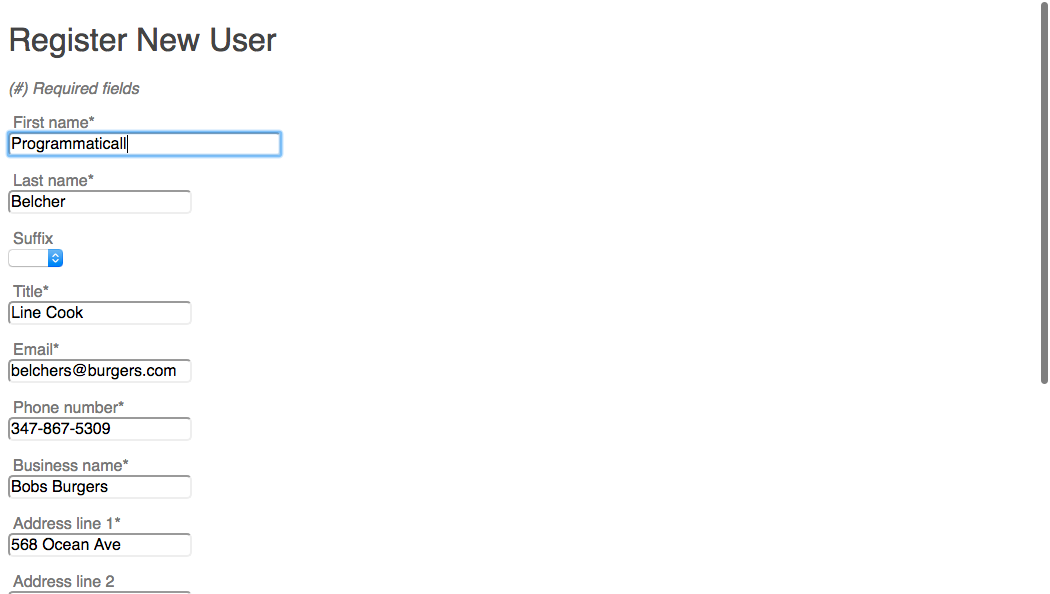 Register New User
(#) Required fields
First name*
Programmaticall
Last name*
Belcher
Suffix
Title*
Line Cook
Email*
belchers@burgers.com
Phone number*
347-867-5309
Business name*
Bobs Burgers
Address line 1*
568 Ocean Ave
Address line 2